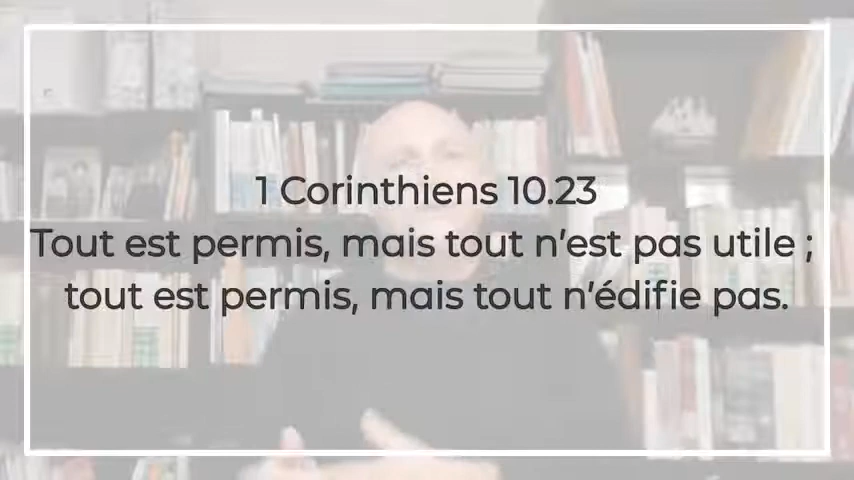 1 Corinthiens 10.23
Tout est permis, mais tout n’est pas utile ;
tout est permis, mais tout n’édifie pas.